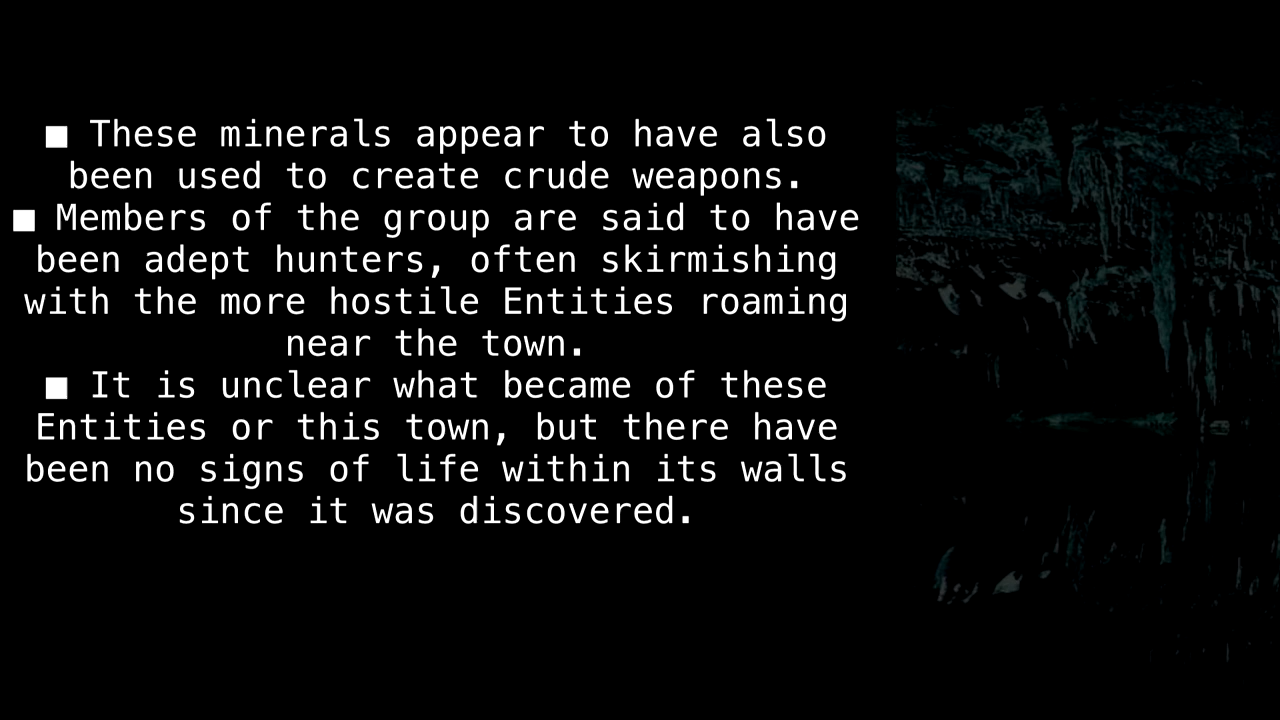 ■ These minerals appear to have also
been used to create crude weapons.
■ Members of the group are said to have
been adept hunters, often skirmishing
with the more hostile Entities roaming
near the town.
■ It is unclear what became of these
Entities or this town, but there have
been no signs of life within its walls
since it was discovered.